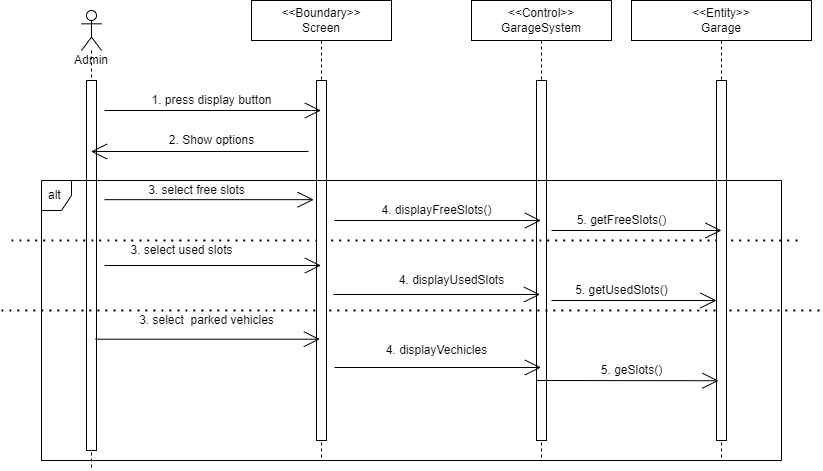 <<Boundary>>
Screen
<<Control>>
GarageSystem
<<Entity>>
Garage
Admin
1. press display button
2. Show options
alt
3. select free slots
4. displayFreeSlots()
5. getFreeSlots()
3. select used slots
4. displayUsedSlots
5. getUsedSlots()
3. select  parked vehicles
4. displayVechicles
5. geSlots()